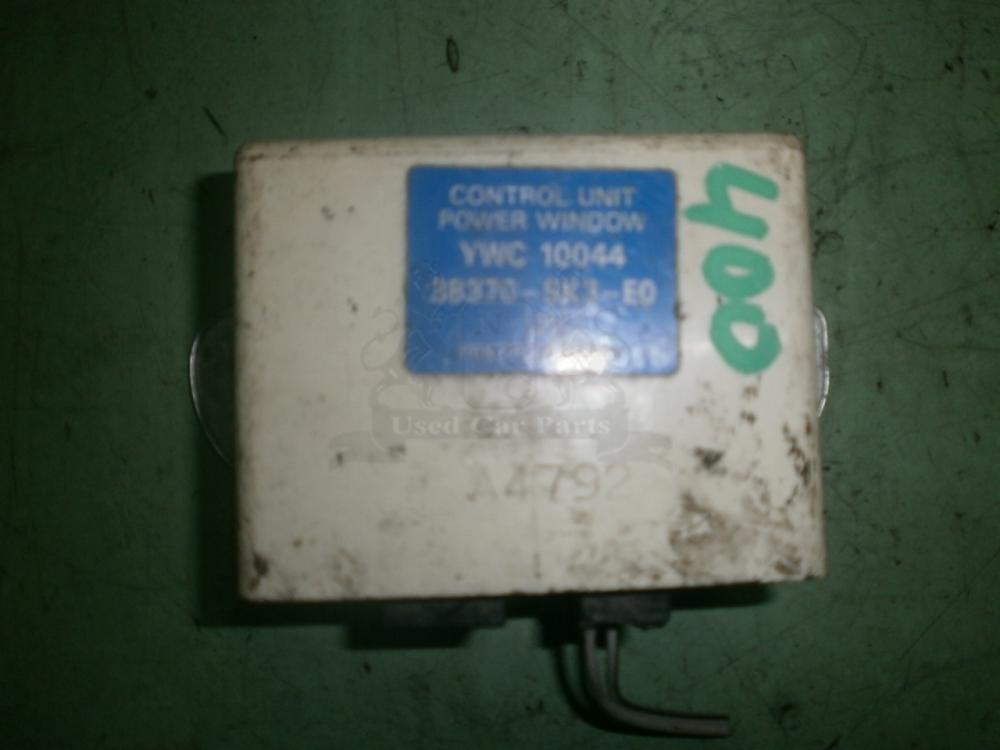 CONTROL UNIT
POWER WINDOW
YWC 10044
38370-SK3-E0
400
Used Car Parts
A4792